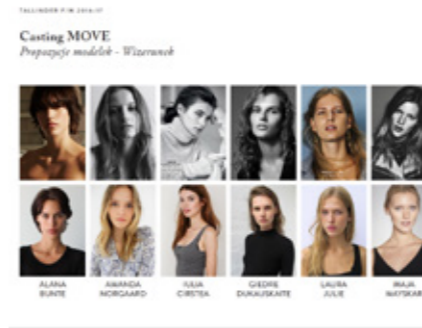 TALLINDER F/W 2016-17
Casting MOVE
Propozycje modelek - Wizerunek
ALANA
BUNTE
AMANDA
NORGAARD
IULIA
CIRSTEA
GIEDRE
DUKAUSKAITE
LAURA
JULIE
MAJA
MAYSKAR